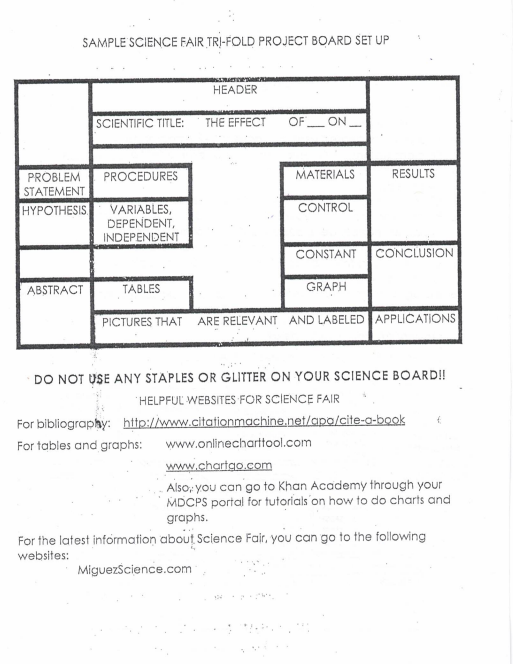 SAMPLE SCIENCE FAIR TRI-FOLD PROJECT BOARD SET UP
HEADER
SCIENTIFIC TITLE: THE EFFECT OF __ ON __
PROBLEM
STATEMENT
PROCEDURES
MATERIALS
RESULTS
HYPOTHESIS
VARIABLES,
DEPENDENT,
INDEPENDENT
CONTROL
CONSTANT
CONCLUSION
ABSTRACT
TABLES
GRAPH
PICTURES THAT ARE RELEVANT AND LABELED
APPLICATIONS
DO NOT USE ANY STAPLES OR GLITTER ON YOUR SCIENCE BOARD!!
HELPFUL WEBSITES FOR SCIENCE FAIR
For bibliography: http://www.citationmachine.net/apa/cite-a-book
For tables and graphs: www.onlinecharttool.com
www.chartgo.com
Also, you can go to Khan Academy through your
MDCPS portal for tutorials on how to do charts and
graphs.
For the latest information about Science Fair, you can go to the following
websites:
MiguezScience.com